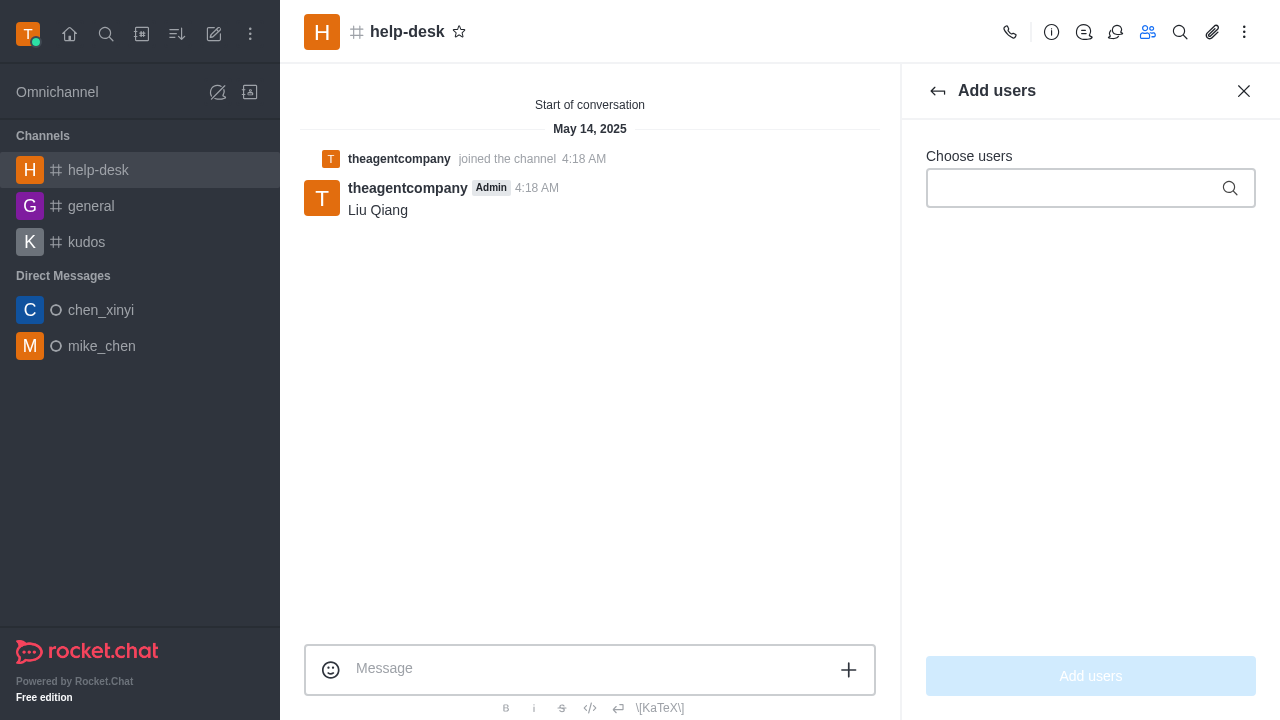 T
Omnichannel
Channels
H help-desk
G general
K kudos
Direct Messages
C chen_xinyi
M mike_chen
rocket.chat
Powered by Rocket.Chat
Free edition
H help-desk
Start of conversation
May 14, 2025
T theagentcompany joined the channel 4:18 AM
T theagentcompany Admin 4:18 AM
Liu Qiang
Message
B i S \[KaTeX\]
Add users
Choose users
Add users